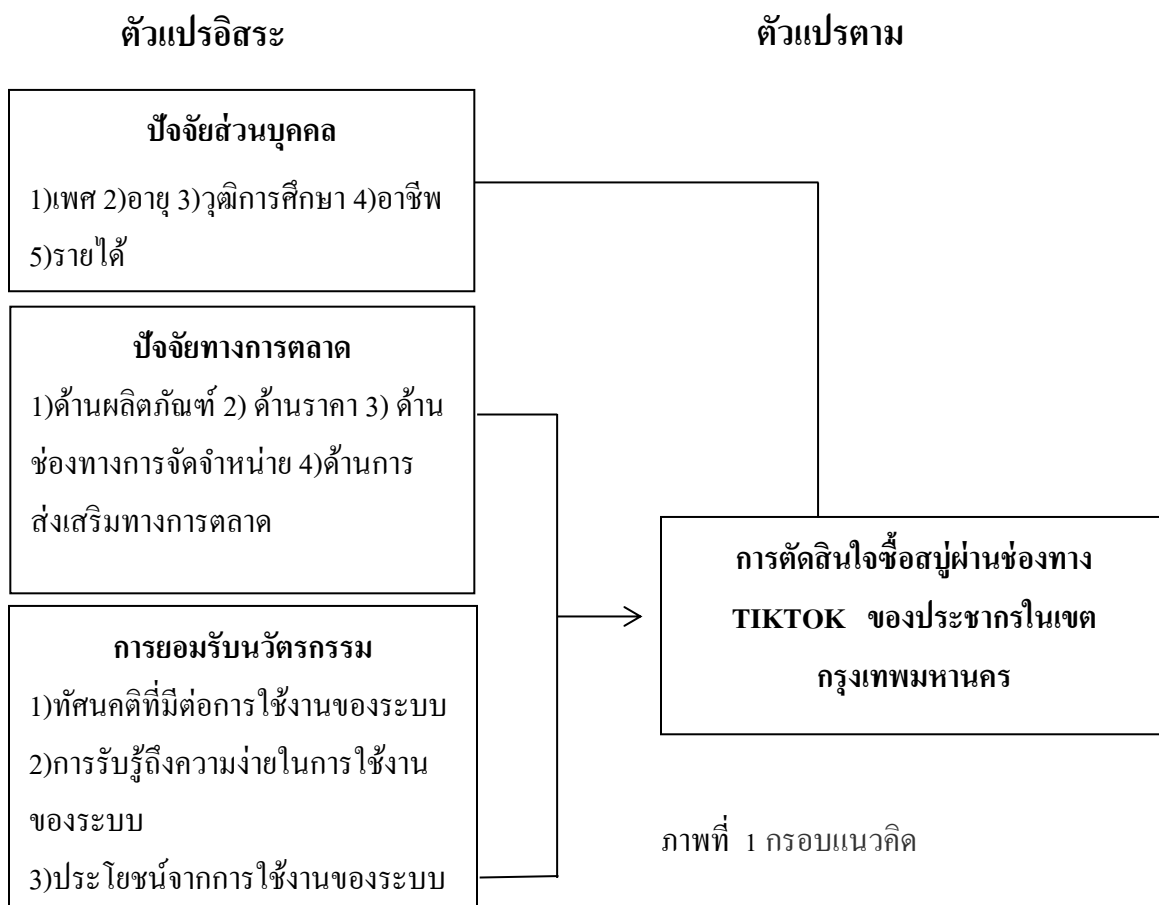 ตัวแปรอิสระ
ตัวแปรตาม
ปัจจัยส่วนบุคคล
1)เพศ 2)อายุ 3)วุฒิการศึกษา 4)อาชีพ
5)รายได้
ปัจจัยทางการตลาด
1)ด้านผลิตภัณฑ์ 2) ด้านราคา 3) ด้าน
ช่องทางการจัดจำหน่าย 4)ด้านการ
ส่งเสริมทางการตลาด
การยอมรับนวัตรกรรม
1)ทัศนคติที่มีต่อการใช้งานของระบบ
2)การรับรู้ถึงความง่ายในการใช้งาน
ของระบบ
3)ประโยชน์จากการใช้งานของระบบ
การตัดสินใจซื้อสบู่ผ่านช่องทาง
TIKTOK ของประชากรในเขต
กรุงเทพมหานคร
ภาพที่ 1 กรอบแนวคิด